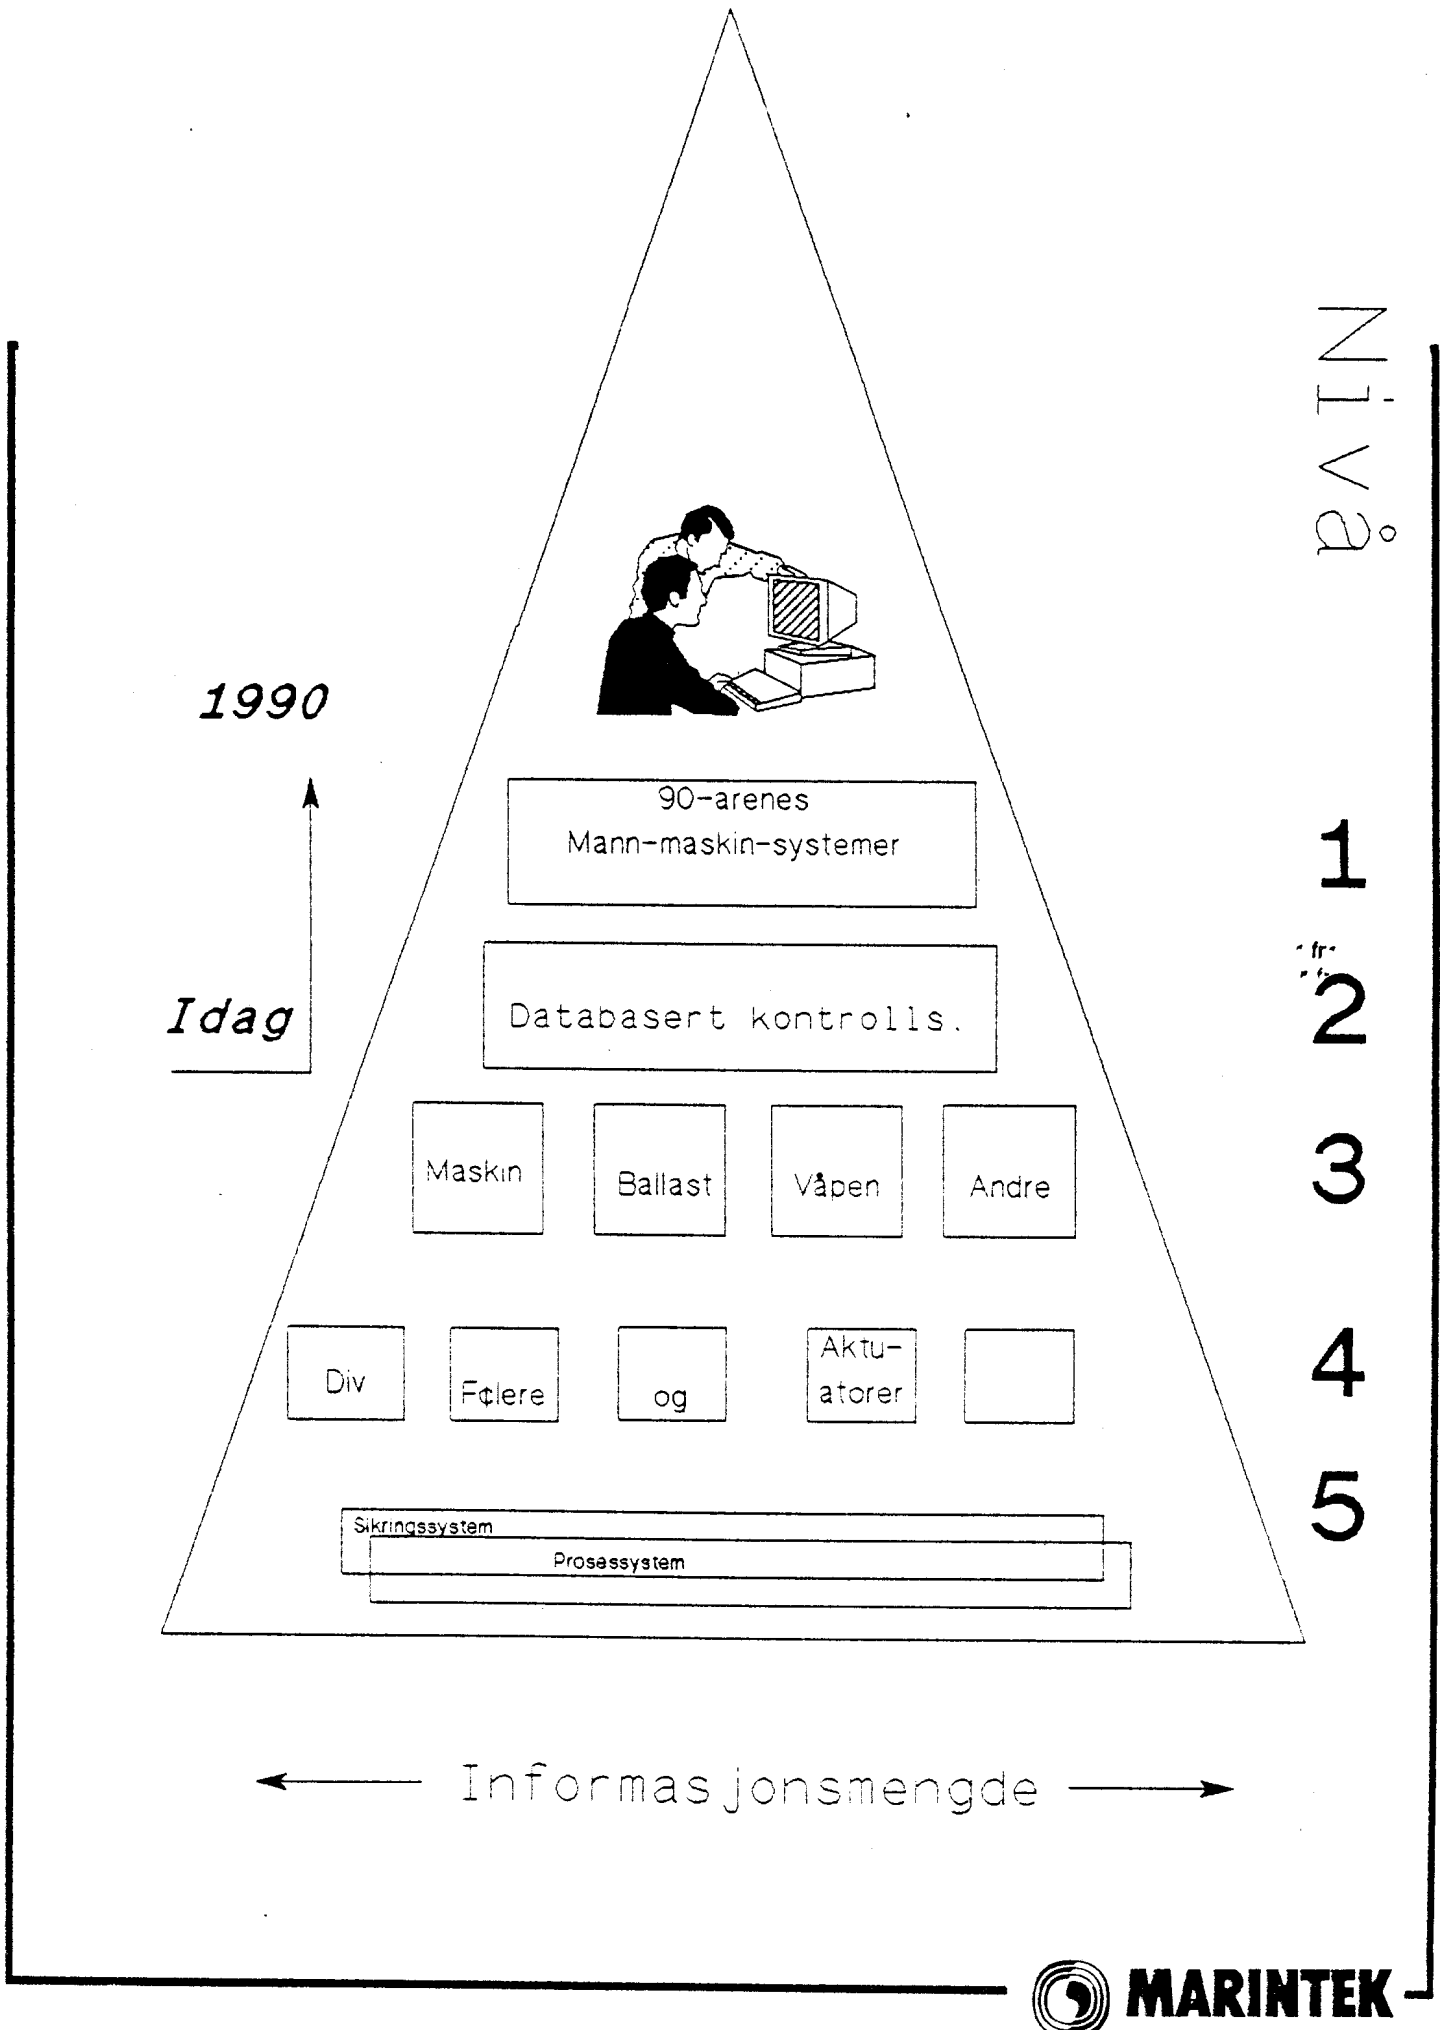 Nivå
1990
90-arenes
Mann-maskin-systemer
1
Idag
Databasert kontrolls.
2
Maskin
Ballast
Våpen
Andre
3
Div
F¢lere
og
Aktu-
atorer
4
5
Sikringssystem
Prosessystem
Informasjonsmengde
MARINTEK